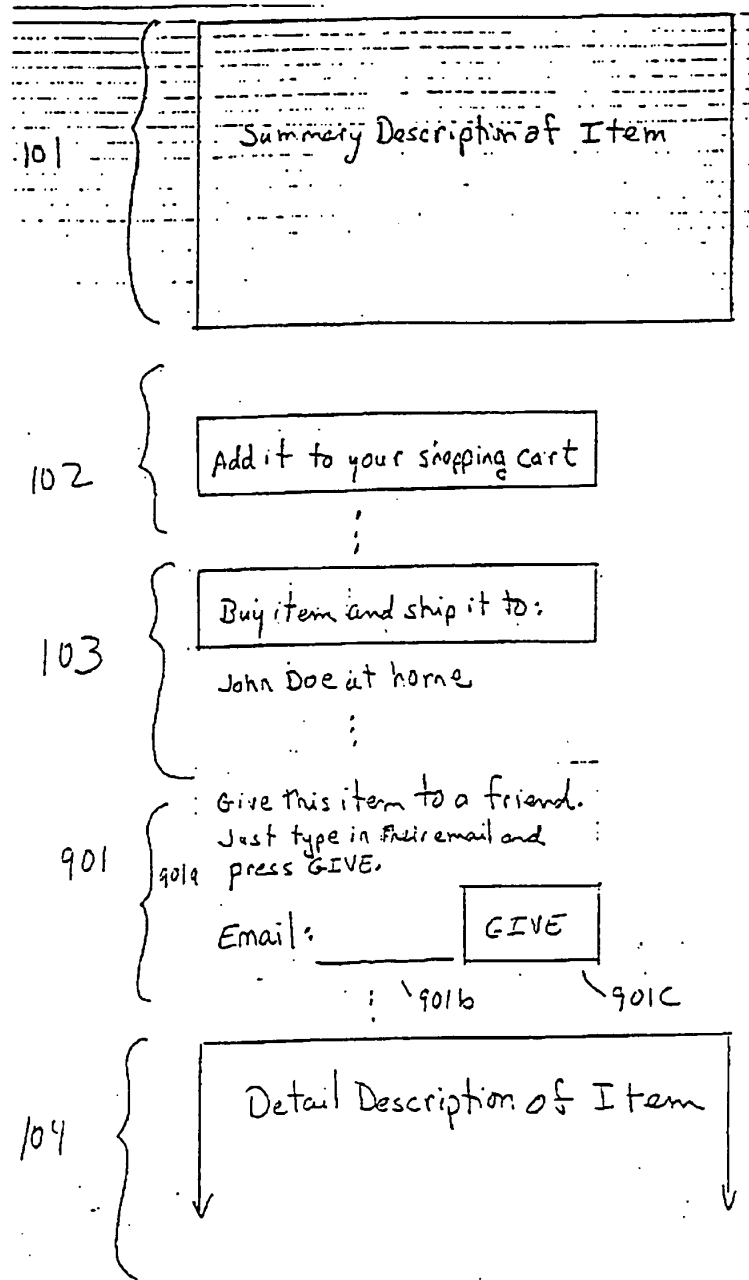 101
Summary Description of Item
102
Add it to your shopping cart
103
Buy item and ship it to:
John Doe at home
901
901a
Give this item to a friend.
Just type in their email and
press GIVE.
Email:
GIVE
901b
901c
104
Detail Description of Item